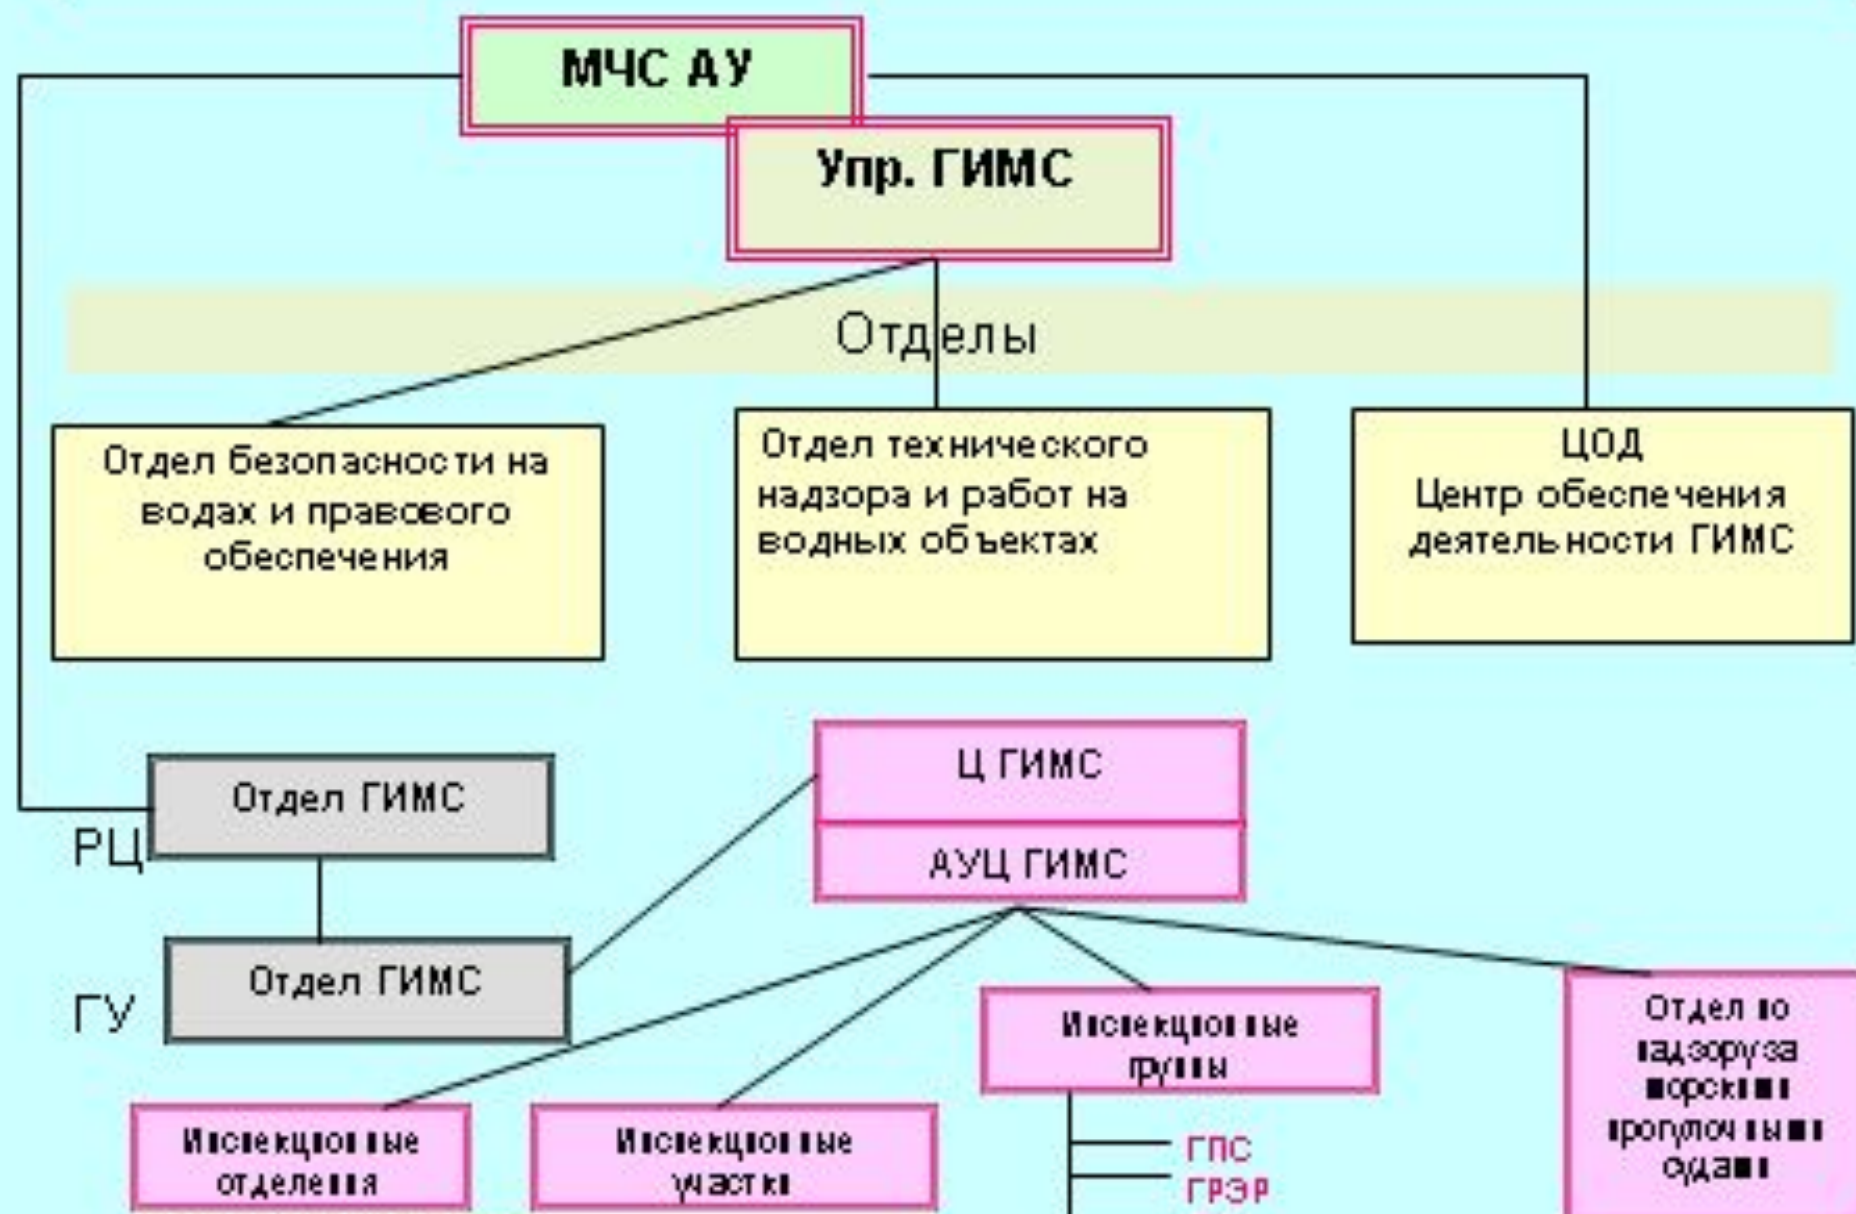 МЧС АУ
Упр. ГИМС
Отделы
Отдел безопасности на
водах и правового
обеспечения
Отдел технического
надзора и работ на
водных объектах
ЦОД
Центр обеспечения
деятельности ГИМС
Отдел ГИМС
РЦ
Ц ГИМС
АУЦ ГИМС
Отдел ГИМС
ГУ
Инспекционные
группы
ГПС
ГРЭР
Отдел по
надзору за
морскими
прогулочными
судами
Инспекционные
отделения
Инспекционные
участки